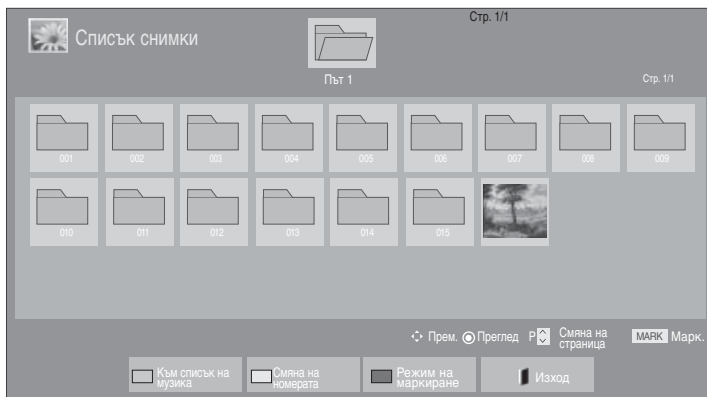 Стр. 1/1
Списък снимки
Път 1
Стр. 1/1
001 002 003 004 005 006 007 008 009
010 011 012 013 014 015
Прем. Преглед P Смяна на страница MARK Марк.
Към списък на музика
Смяна на номерата
Режим на маркиране
Изход